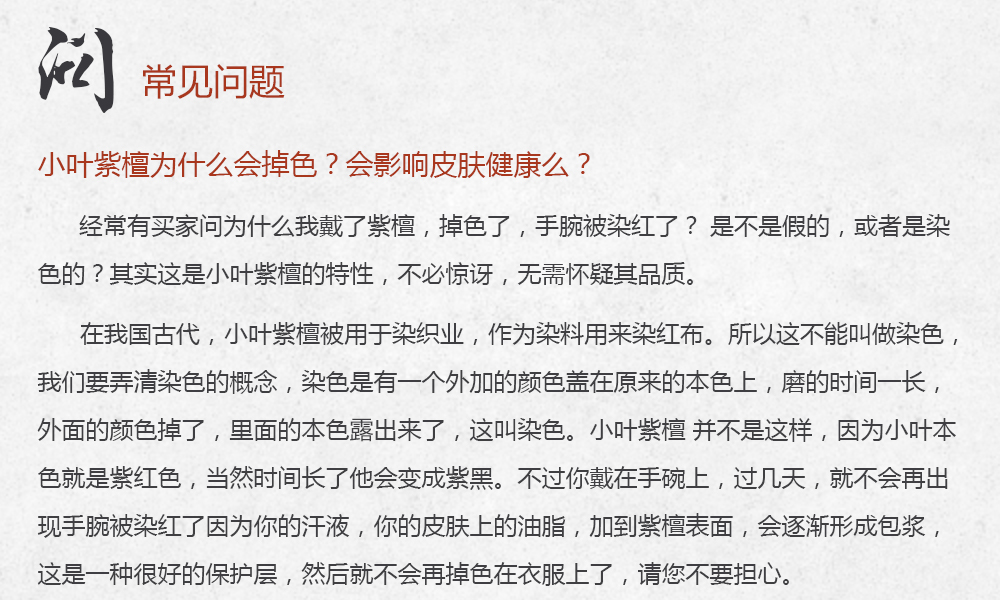 问
常见问题
小叶紫檀为什么会掉色？会影响皮肤健康么？
经常有买家问为什么我戴了紫檀，掉色了，手腕被染红了？ 是不是假的，或者是染
色的？其实这是小叶紫檀的特性，不必惊讶，无需怀疑其品质。
在我国古代，小叶紫檀被用于染织业，作为染料用来染红布。所以这不能叫做染色，
我们要弄清染色的概念，染色是有一个外加的颜色盖在原来的本色上，磨的时间一长，
外面的颜色掉了，里面的本色露出来了，这叫染色。小叶紫檀 并不是这样，因为小叶本
色就是紫红色，当然时间长了他会变成紫黑。不过你戴在手碗上，过几天，就不会再出
现手腕被染红了因为你的汗液，你的皮肤上的油脂，加到紫檀表面，会逐渐形成包浆，
这是一种很好的保护层，然后就不会再掉色在衣服上了，请您不要担心。